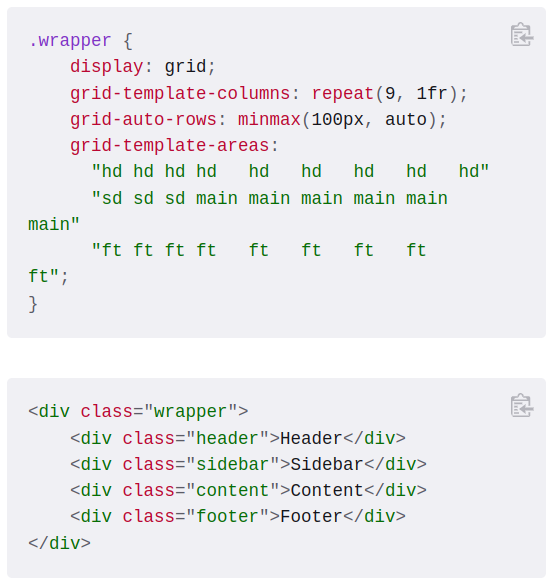 .wrapper {
    display: grid;
    grid-template-columns: repeat(9, 1fr);
    grid-auto-rows: minmax(100px, auto);
    grid-template-areas:
      "hd hd hd hd   hd   hd   hd   hd   hd"
      "sd sd sd main main main main main
main"
      "ft ft ft ft   ft   ft   ft   ft
ft";
}
<div class="wrapper">
    <div class="header">Header</div>
    <div class="sidebar">Sidebar</div>
    <div class="content">Content</div>
    <div class="footer">Footer</div>
</div>